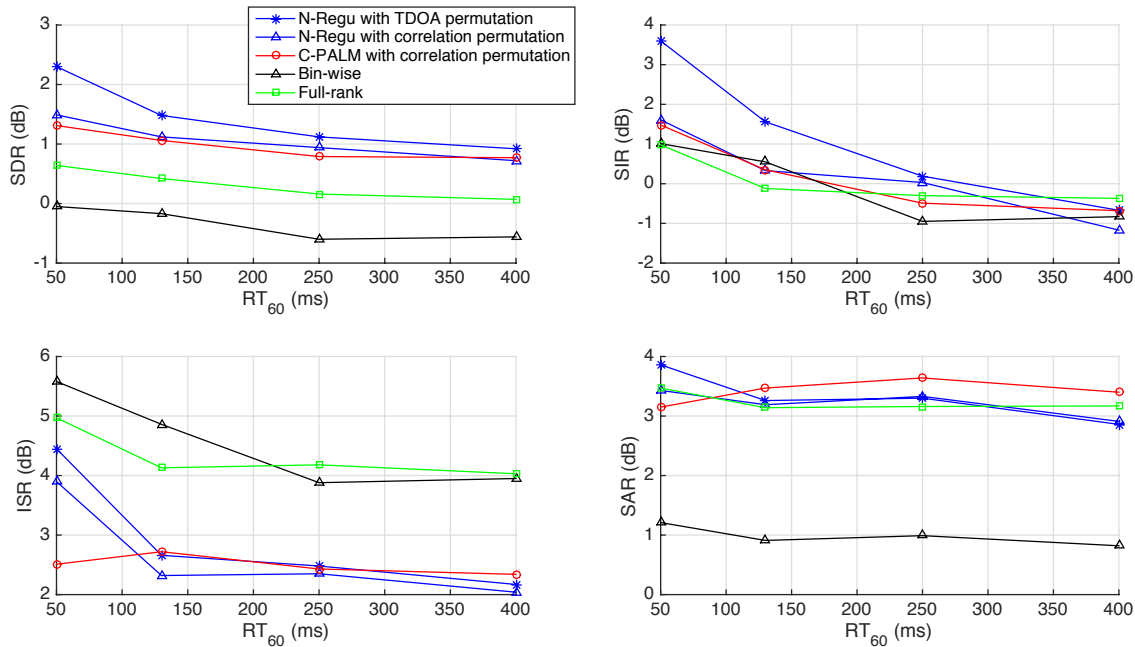 N-Regu with TDOA permutation
N-Regu with correlation permutation
C-PALM with correlation permutation
Bin-wise
Full-rank
3
2
1
0
-1
SDR (dB)
50 100 150 200 250 300 350 400
RT60 (ms)
4
3
2
1
0
-1
-2
SIR (dB)
50 100 150 200 250 300 350 400
RT60 (ms)
6
5
4
3
2
ISR (dB)
50 100 150 200 250 300 350 400
RT60 (ms)
4
3
2
1
0
SAR (dB)
50 100 150 200 250 300 350 400
RT60 (ms)